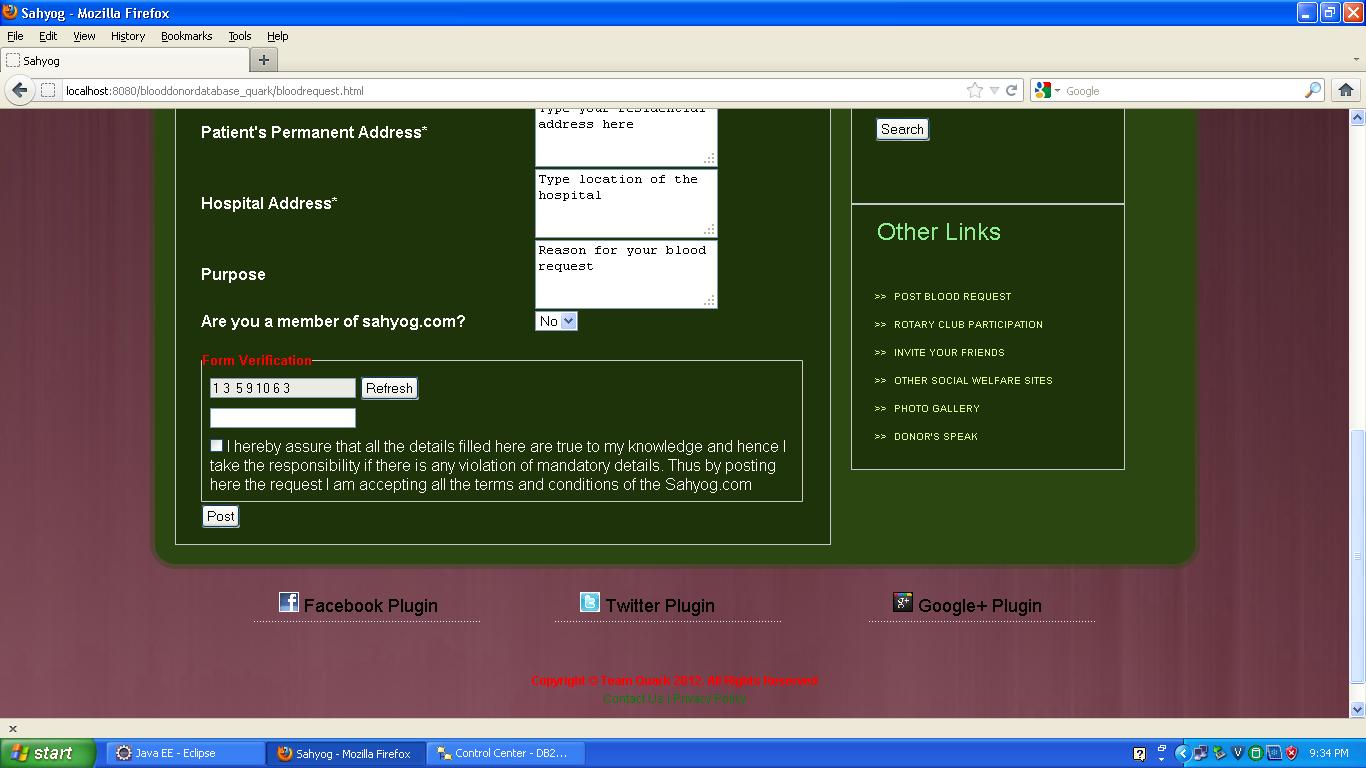 Sahyog - Mozilla Firefox
File Edit View History Bookmarks Tools Help
Sahyog
localhost:8080/blooddonordatabase_quark/bloodrequest.html
Google
Type your residencial
address here
Patient's Permanent Address*
Type location of the
hospital
Hospital Address*
Reason for your blood
request
Purpose
Are you a member of sahyog.com? No
Form Verification
1 3 5 9 10 6 3 Refresh
I hereby assure that all the details filled here are true to my knowledge and hence I
take the responsibility if there is any violation of mandatory details. Thus by posting
here the request I am accepting all the terms and conditions of the Sahyog.com
Post
Search
Other Links
>> POST BLOOD REQUEST
>> ROTARY CLUB PARTICIPATION
>> INVITE YOUR FRIENDS
>> OTHER SOCIAL WELFARE SITES
>> PHOTO GALLERY
>> DONOR'S SPEAK
Facebook Plugin Twitter Plugin Google+ Plugin
Copyright © Team Quark 2012. All Rights Reserved
Contact Us | Privacy Policy
start Java EE - Eclipse Sahyog - Mozilla Firefox Control Center - DB2... 9:34 PM